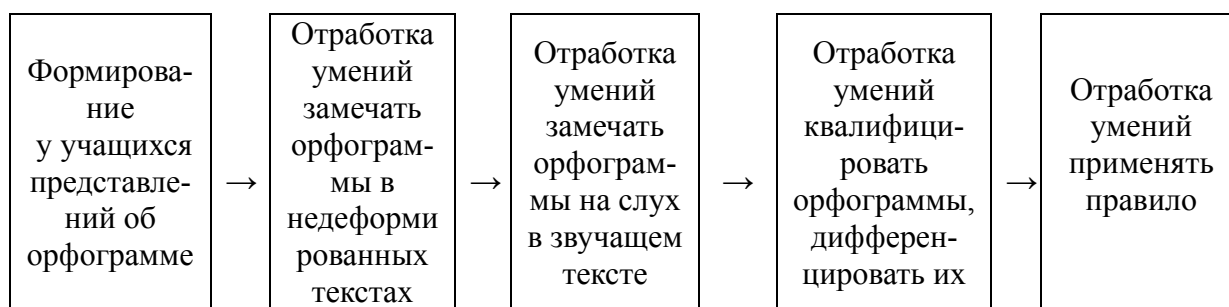 Формирова-
ние
у учащихся
представле-
ний об
орфограмме
→
Отработка
умений
замечать
орфограм-
мы в
недеформи
рованных
текстах
→
Отработка
умений
замечать
орфограм-
мы на слух
в звучащем
тексте
→
Отработка
умений
квалифици-
ровать
орфограммы,
дифферен-
цировать их
→
Отработка
умений
применять
правило